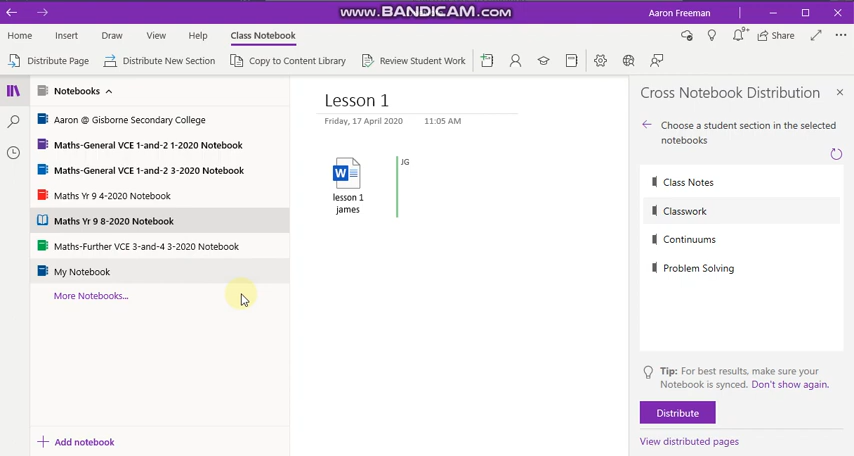 www.BANDICAM.com
Aaron Freeman
Home Insert Draw View Help Class Notebook
9+ Share
Distribute Page Distribute New Section Copy to Content Library Review Student Work
Notebooks
Aaron @ Gisborne Secondary College
Maths-General VCE 1-and-2 1-2020 Notebook
Maths-General VCE 1-and-2 3-2020 Notebook
Maths Yr 9 4-2020 Notebook
Maths Yr 9 8-2020 Notebook
Maths-Further VCE 3-and-4 3-2020 Notebook
My Notebook
More Notebooks...
Add notebook
Lesson 1
Friday, 17 April 2020 11:05 AM
JG
lesson 1
james
Cross Notebook Distribution
Choose a student section in the selected
notebooks
Class Notes
Classwork
Continuums
Problem Solving
Tip: For best results, make sure your
Notebook is synced. Don't show again.
Distribute
View distributed pages